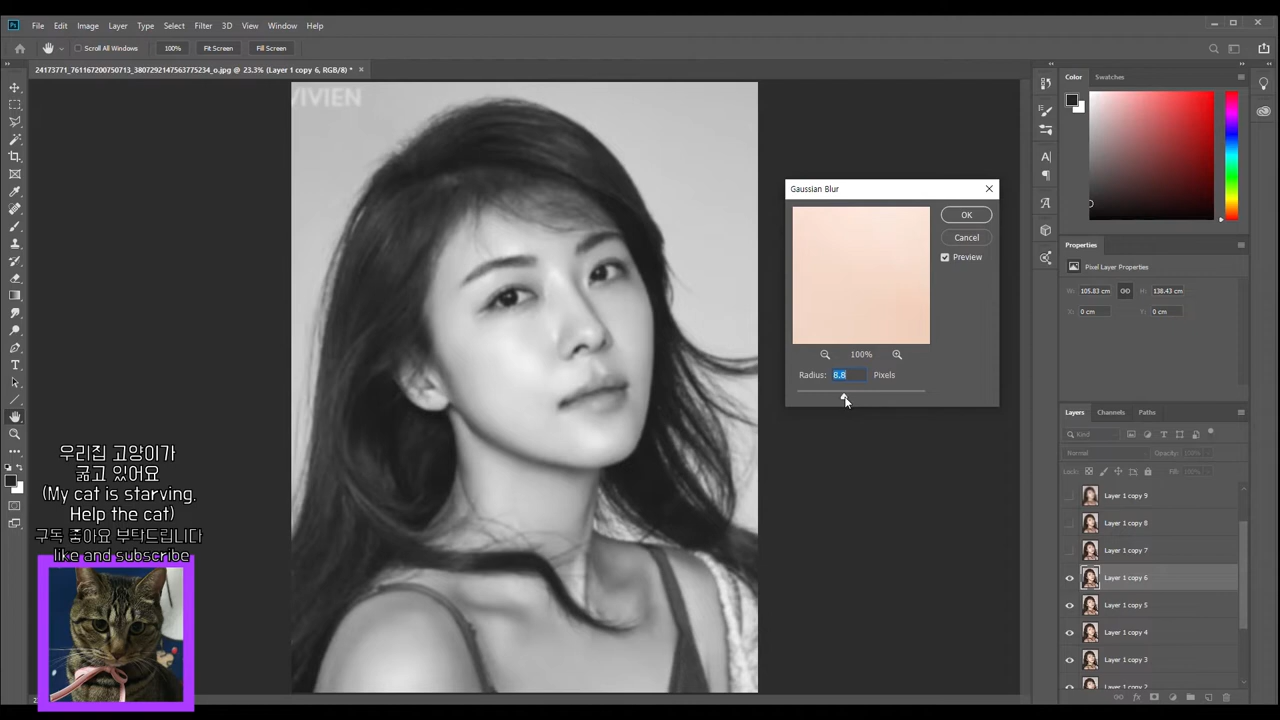 File Edit Image Layer Type Select Filter 3D View Window Help
Scroll All Windows 100% Fit Screen Fill Screen
24173771_761167200750713_3807292147563775234_o.jpg @ 23.3% (Layer 1 copy 6, RGB/8) *
VIVIEN
Color Swatches
Gaussian Blur
OK
Cancel
Preview
100%
Radius: 8.8 Pixels
Properties
Pixel Layer Properties
W: 105.83 cm H: 138.43 cm
X: 0 cm Y: 0 cm
Layers Channels Paths
Kind
Normal Opacity: 100%
Lock: Fill: 100%
Layer 1 copy 9
Layer 1 copy 8
Layer 1 copy 7
Layer 1 copy 6
Layer 1 copy 5
Layer 1 copy 4
Layer 1 copy 3
Layer 1 copy 2
우리집 고양이가
굶고 있어요
(My cat is starving.
Help the cat)
구독 좋아요 부탁드립니다
like and subscribe